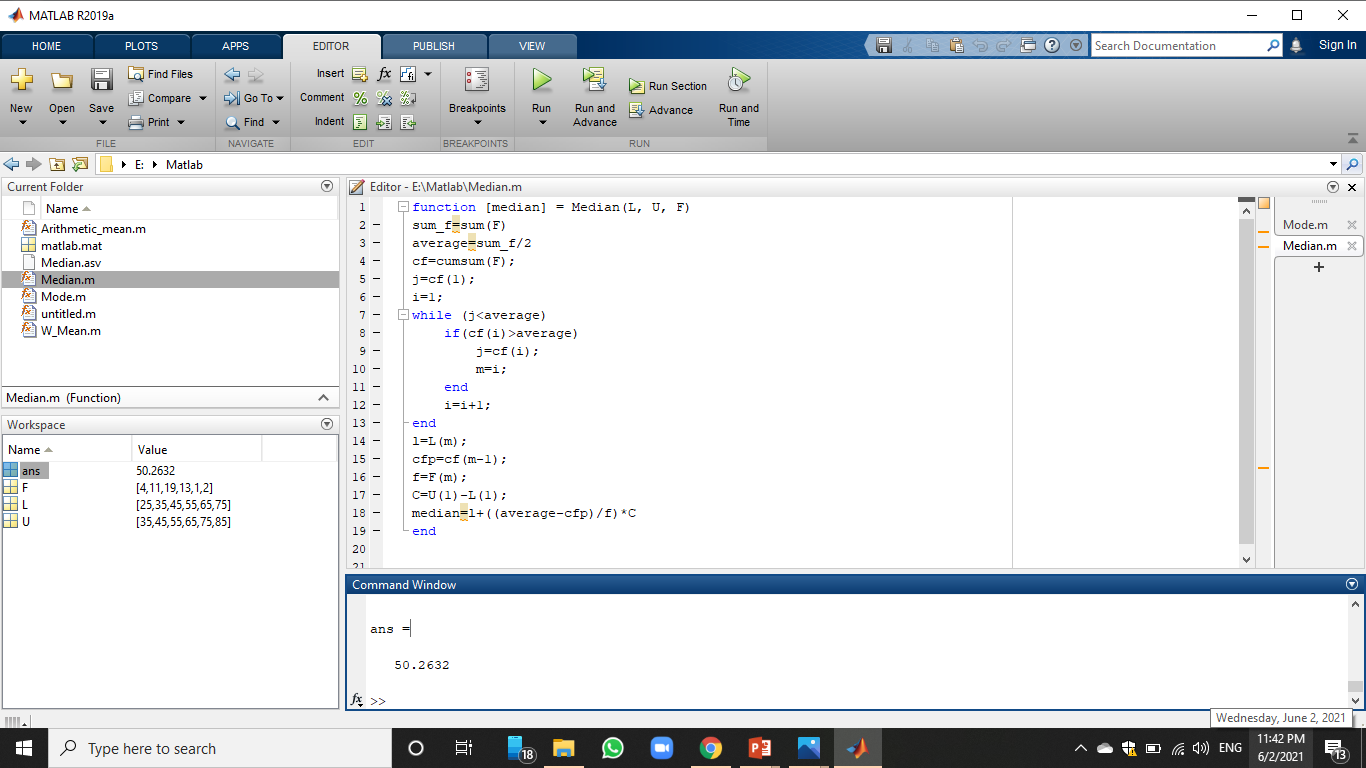 MATLAB R2019a
HOME PLOTS APPS EDITOR PUBLISH VIEW
Search Documentation
Sign In
New
Open
Save
Find Files
Compare
Print
FILE
Go To
Find
NAVIGATE
Insert
Comment
Indent
EDIT
Breakpoints
BREAKPOINTS
Run
Run and Advance
Run Section
Advance
Run and Time
RUN
E: Matlab
Current Folder
Name
Arithmetic_mean.m
matlab.mat
Median.asv
Median.m
Mode.m
untitled.m
W_Mean.m
Median.m (Function)
Workspace
Name Value
ans 50.2632
F [4,11,19,13,1,2]
L [25,35,45,55,65,75]
U [35,45,55,65,75,85]
Editor - E:\Matlab\Median.m
1 function [median] = Median(L, U, F)
2 sum_f=sum(F)
3 average=sum_f/2
4 cf=cumsum(F);
5 j=cf(1);
6 i=1;
7 while (j<average)
8 if(cf(i)>average)
9 j=cf(i);
10 m=i;
11 end
12 i=i+1;
13 end
14 l=L(m);
15 cfp=cf(m-1);
16 f=F(m);
17 C=U(1)-L(1);
18 median=l+((average-cfp)/f)*C
19 end
20
21
Mode.m
Median.m
Command Window
ans =
50.2632
fx >>
Wednesday, June 2, 2021
Type here to search
18
ENG
11:42 PM
6/2/2021
13